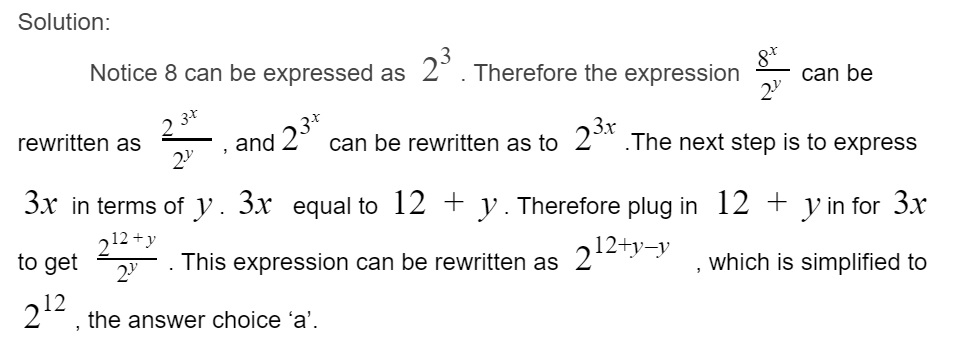 Solution:
Notice 8 can be expressed as 2^3 . Therefore the expression 8^x/2^y can be
rewritten as 2^3^x/2^y , and 2^3^x can be rewritten as to 2^3x .The next step is to express
3x in terms of y . 3x equal to 12 + y . Therefore plug in 12 + y in for 3x
to get 2^12+y/2^y . This expression can be rewritten as 2^12+y−y , which is simplified to
2^12 , the answer choice ‘a’.